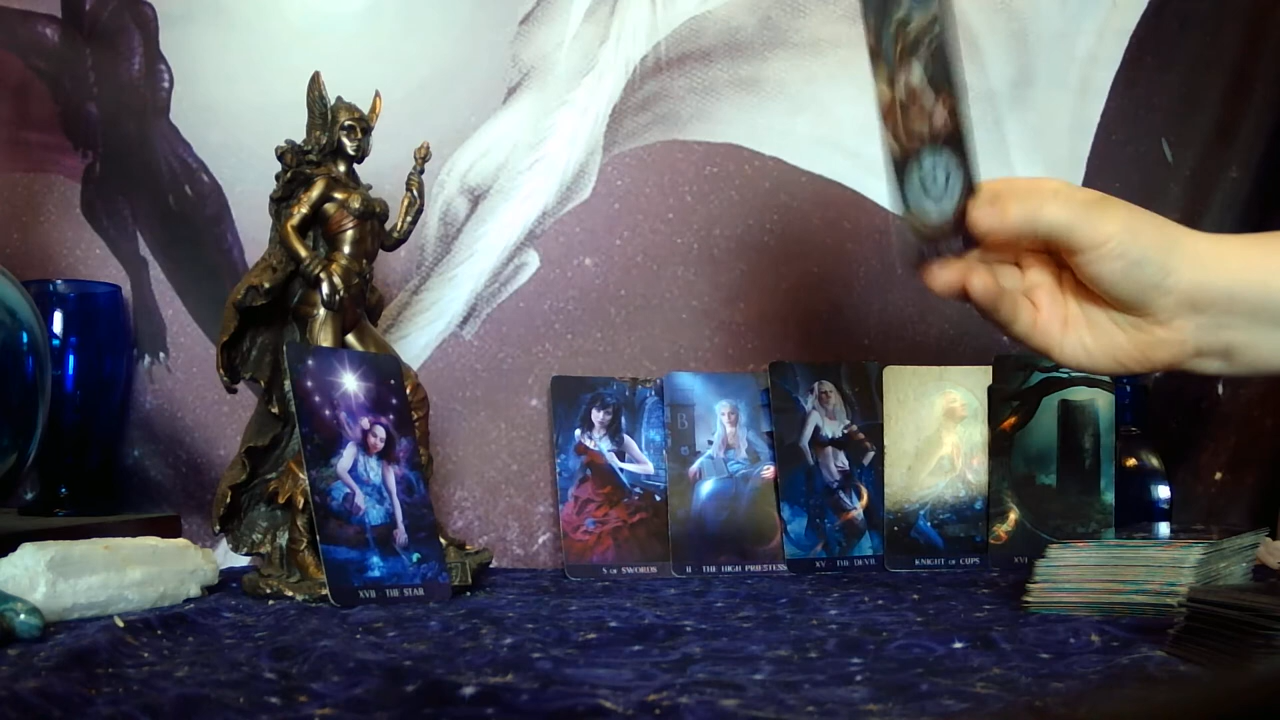 XVII · THE STAR
5 OF SWORDS
II · THE HIGH PRIESTESS
XV · THE DEVIL
KNIGHT OF CUPS
XVI
B